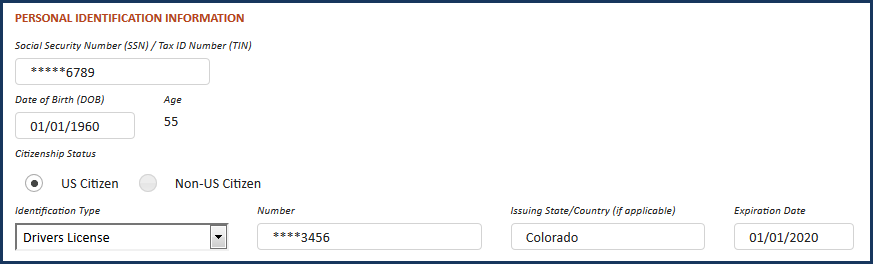 PERSONAL IDENTIFICATION INFORMATION
Social Security Number (SSN) / Tax ID Number (TIN)
*****6789
Date of Birth (DOB) Age
01/01/1960 55
Citizenship Status
US Citizen Non-US Citizen
Identification Type Number Issuing State/Country (if applicable) Expiration Date
Drivers License ****3456 Colorado 01/01/2020